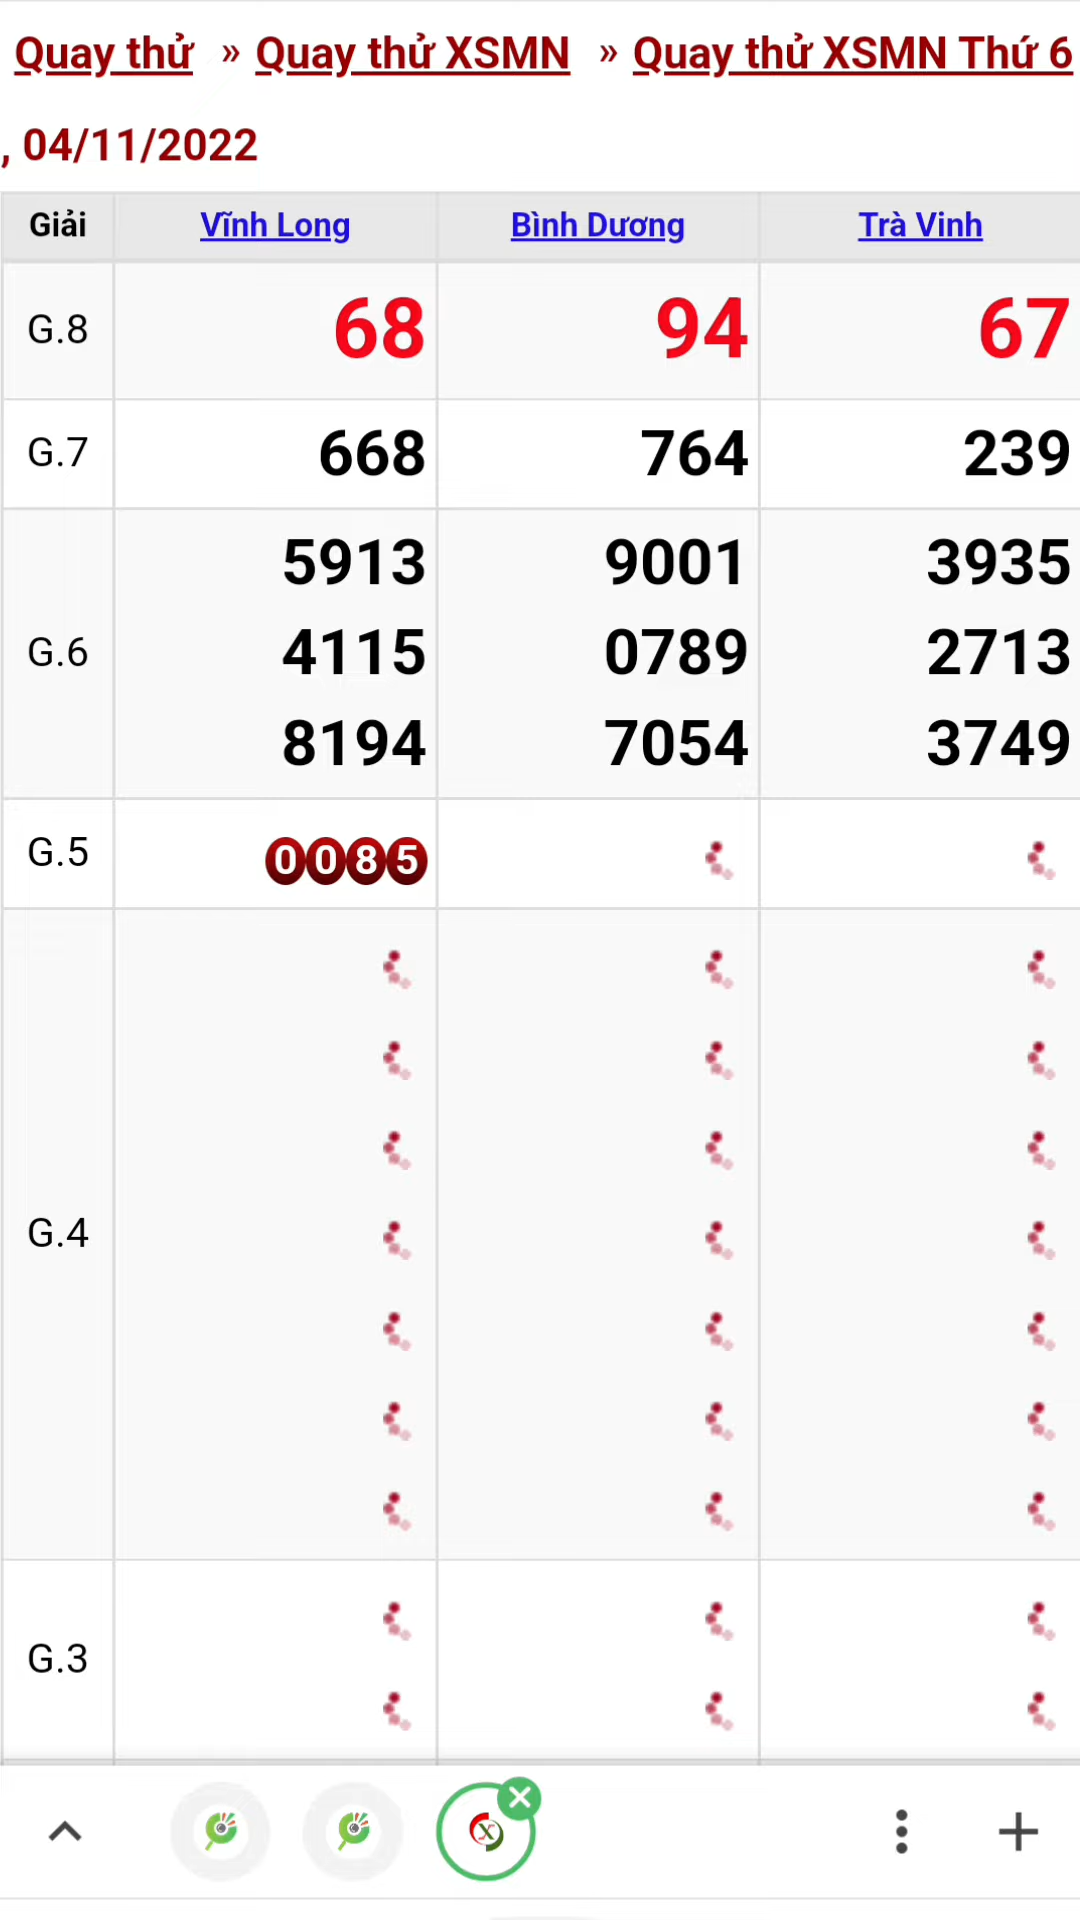 Quay thử » Quay thử XSMN » Quay thử XSMN Thứ 6
, 04/11/2022
Giải Vĩnh Long Bình Dương Trà Vinh
G.8 68 94 67
G.7 668 764 239
G.6
5913 9001 3935
4115 0789 2713
8194 7054 3749
G.5 0085
G.4
G.3